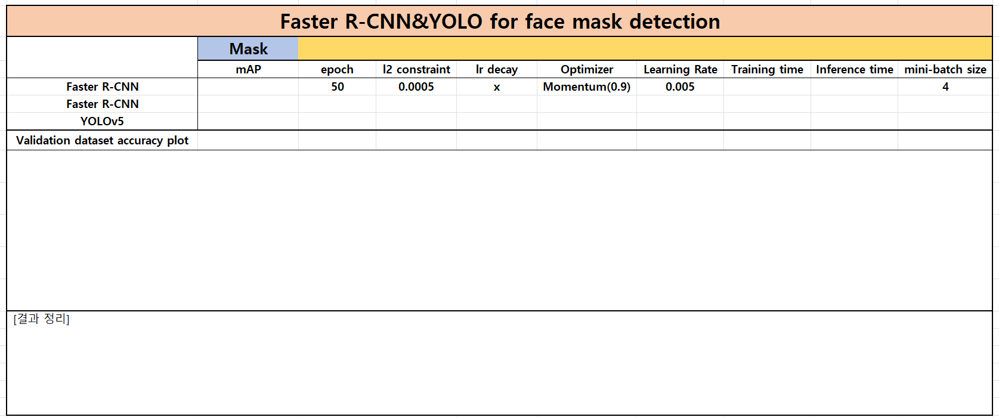 Faster R-CNN&YOLO for face mask detection
Mask
mAP epoch l2 constraint lr decay Optimizer Learning Rate Training time Inference time mini-batch size
Faster R-CNN 50 0.0005 x Momentum(0.9) 0.005 4
Faster R-CNN
YOLOv5
Validation dataset accuracy plot
[결과 정리]